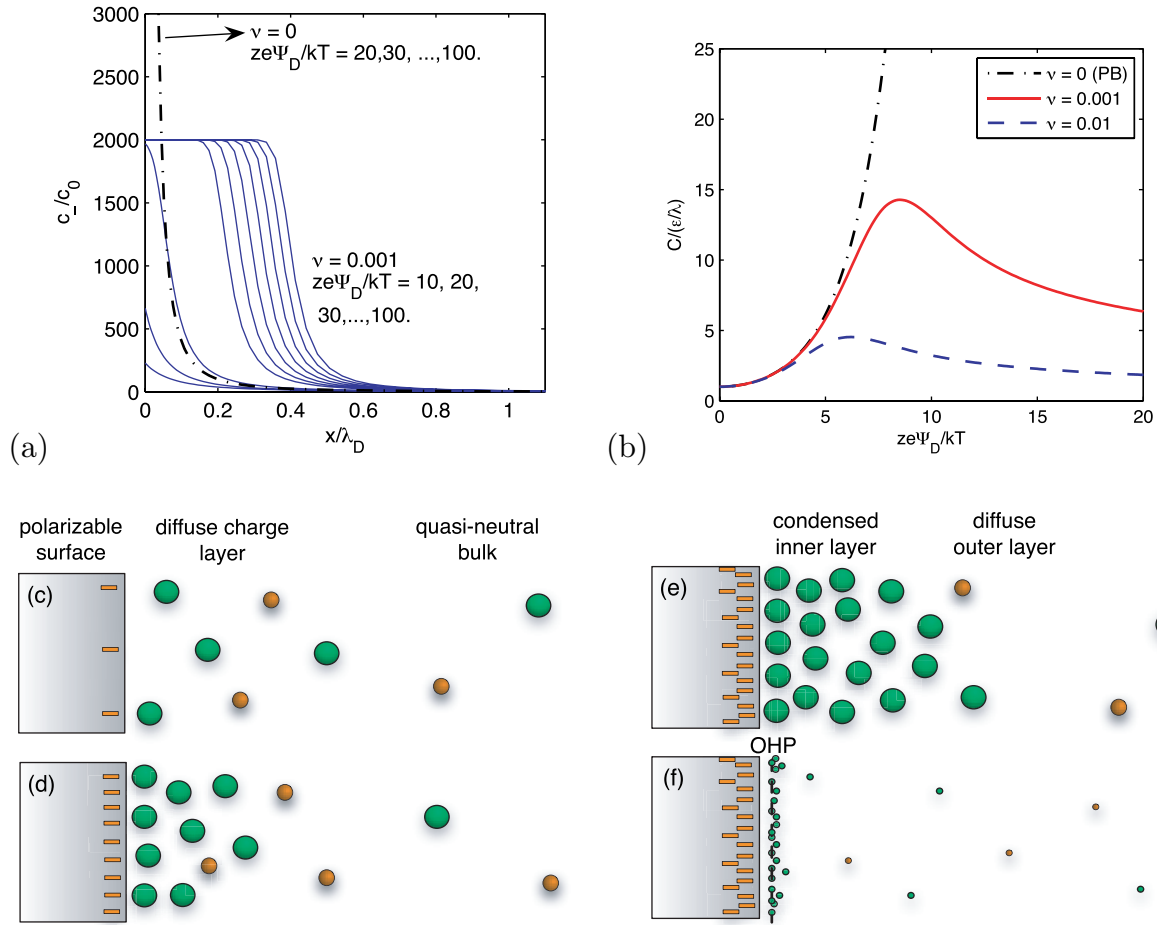 3000
2500
2000
1500
1000
500
0
c_/c₀
0
0.2
0.4
0.6
0.8
1
x/λ_D
ν = 0
zeΨ_D/kT = 20,30, ...,100.
ν = 0.001
zeΨ_D/kT = 10, 20,
30,...,100.
(a)
25
20
15
10
5
0
C/(ε/λ)
0
5
10
15
20
zeΨ_D/kT
ν = 0 (PB)
ν = 0.001
ν = 0.01
(b)
polarizable
surface
diffuse charge
layer
quasi-neutral
bulk
(c)
(d)
condensed
inner layer
diffuse
outer layer
(e)
OHP
(f)